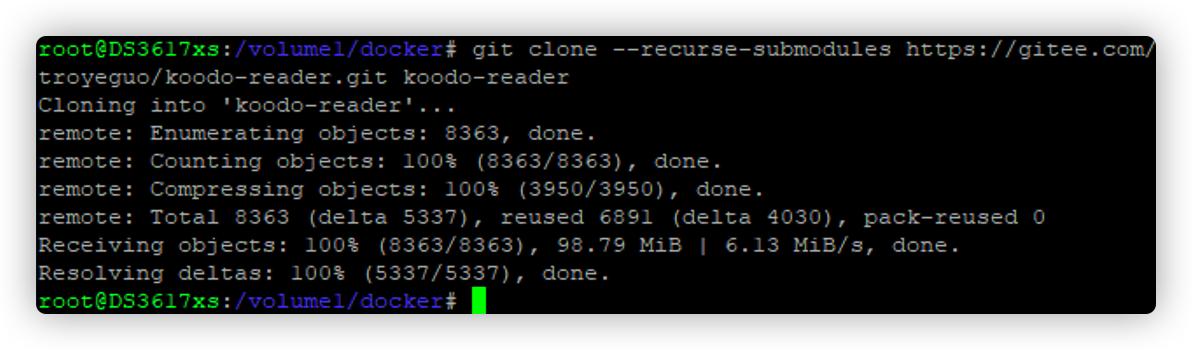 root@DS3617xs:/volume1/docker# git clone --recurse-submodules https://gitee.com/
troyeguo/koodo-reader.git koodo-reader
Cloning into 'koodo-reader'...
remote: Enumerating objects: 8363, done.
remote: Counting objects: 100% (8363/8363), done.
remote: Compressing objects: 100% (3950/3950), done.
remote: Total 8363 (delta 5337), reused 6891 (delta 4030), pack-reused 0
Receiving objects: 100% (8363/8363), 98.79 MiB | 6.13 MiB/s, done.
Resolving deltas: 100% (5337/5337), done.
root@DS3617xs:/volume1/docker#